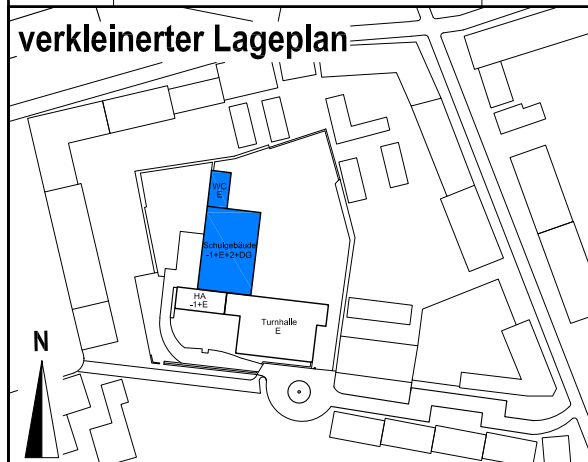 verkleinerter Lageplan
WC
E
Schulgebäude
-1+E+2+DG
HA
-1+E
Turnhalle
E
N